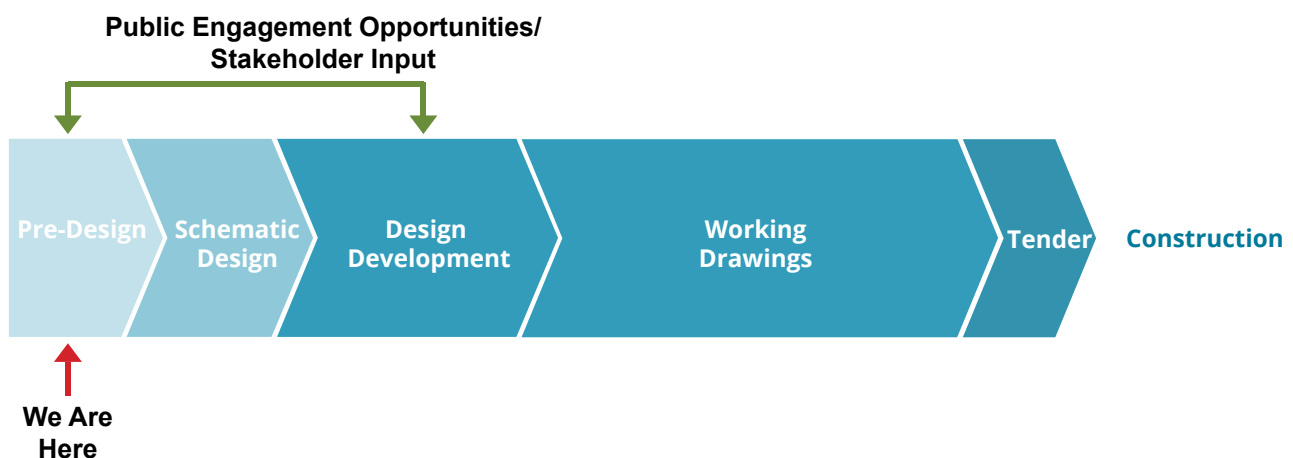 Public Engagement Opportunities/
Stakeholder Input
Pre-Design
Schematic
Design
Design
Development
Working
Drawings
Tender
Construction
We Are
Here